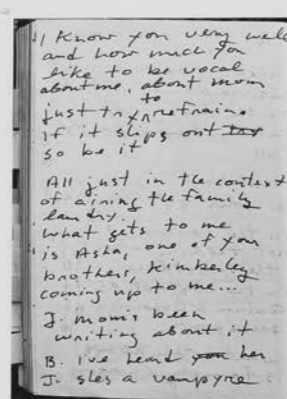 I Know you very well
and how much you
like to be vocal
about me, about mom
just try to refrain.
If it slips out try
so be it
All just in the context
of airing the family
laundry.
what gets to me
is Asha, one of your
brothers, Kimberley
coming up to me...
J. mom's been
writing about it
B. I've heard you her
J. she's a vampyre